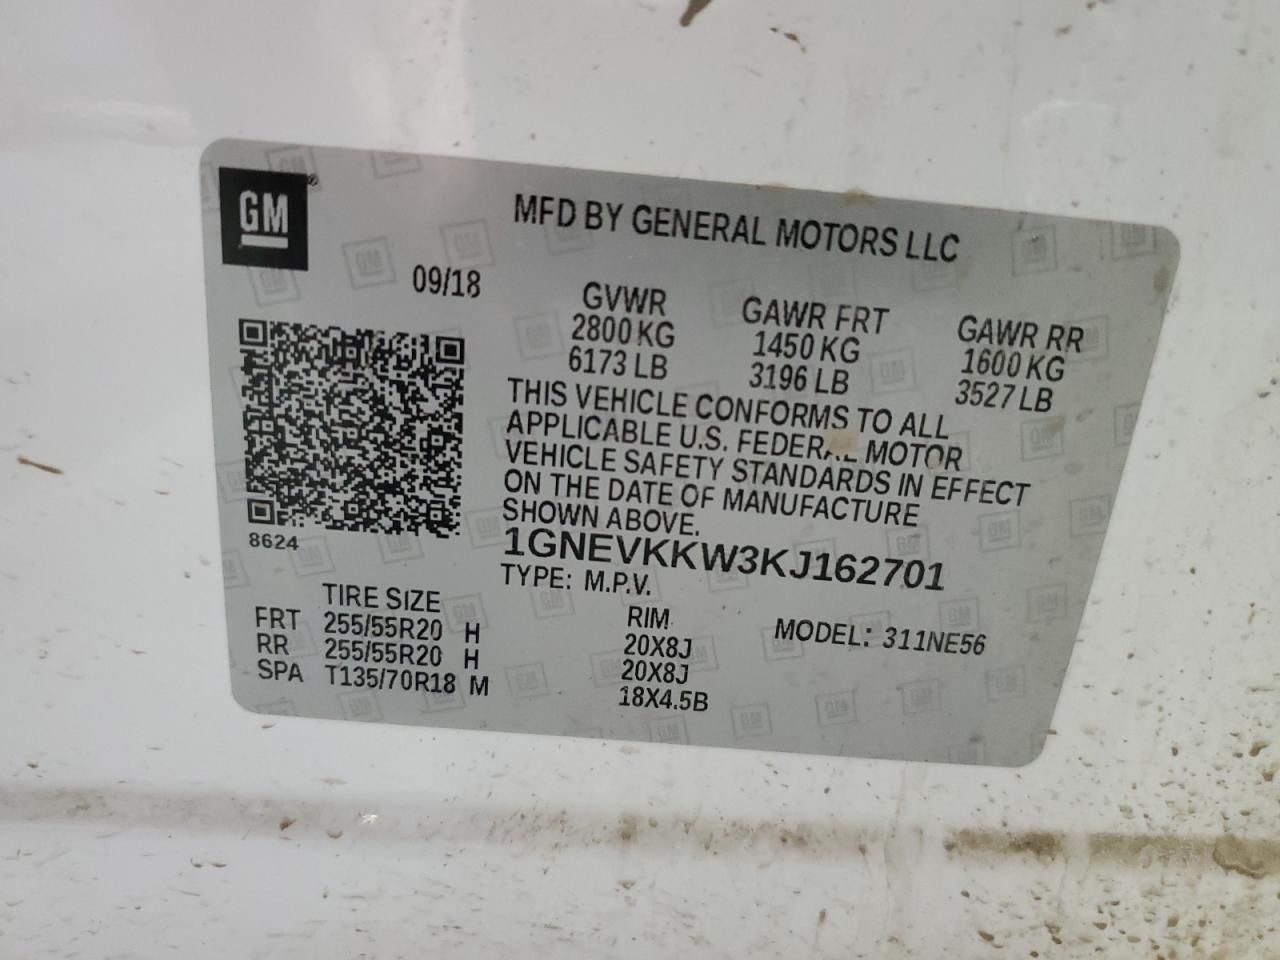 GM
MFD BY GENERAL MOTORS LLC
09/18
GVWR GAWR FRT GAWR RR
2800 KG 1450 KG 1600 KG
6173 LB 3196 LB 3527 LB
THIS VEHICLE CONFORMS TO ALL
APPLICABLE U.S. FEDERAL MOTOR
VEHICLE SAFETY STANDARDS IN EFFECT
ON THE DATE OF MANUFACTURE
SHOWN ABOVE.
8624
1GNEVKKW3KJ162701
TYPE: M.P.V.
TIRE SIZE RIM MODEL: 311NE56
FRT 255/55R20 H 20X8J
RR 255/55R20 H 20X8J
SPA T135/70R18 M 18X4.5B